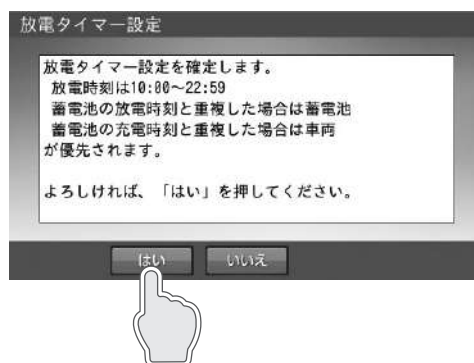 放電タイマー設定
放電タイマー設定を確定します。
放電時刻は10:00～22:59
蓄電池の放電時刻と重複した場合は蓄電池
蓄電池の充電時刻と重複した場合は車両
が優先されます。
よろしければ、「はい」を押してください。
はい
いいえ